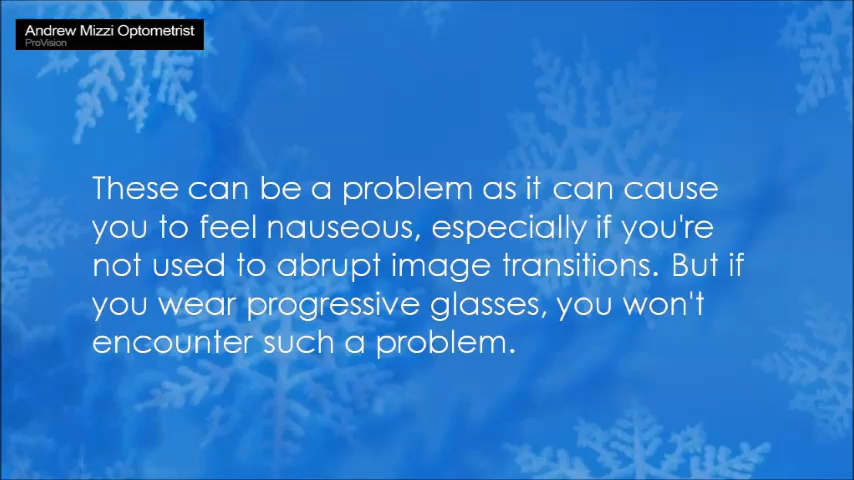 Andrew Mizzi Optometrist
ProVision
These can be a problem as it can cause
you to feel nauseous, especially if you're
not used to abrupt image transitions. But if
you wear progressive glasses, you won't
encounter such a problem.